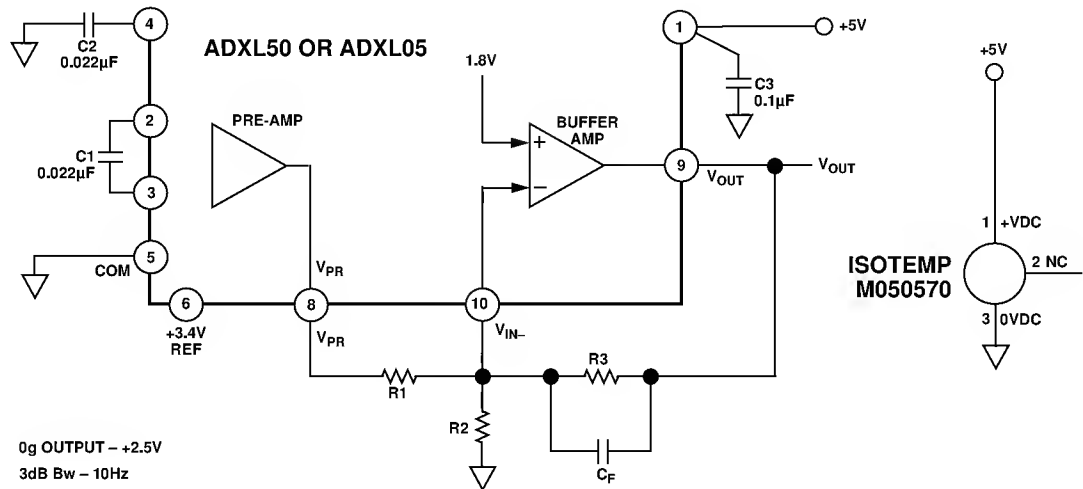 4
C2
0.022µF
2
C1
0.022µF
3
5
COM
6
+3.4V
REF
ADXL50 OR ADXL05
PRE-AMP
1.8V
+
−
BUFFER
AMP
1
+5V
C3
0.1µF
9
VOUT
VOUT
VPR
8
VPR
10
VIN–
R1
R2
R3
CF
+5V
1 +VDC
ISOTEMP
M050570
2 NC
3 0VDC
0g OUTPUT – +2.5V
3dB Bw – 10Hz